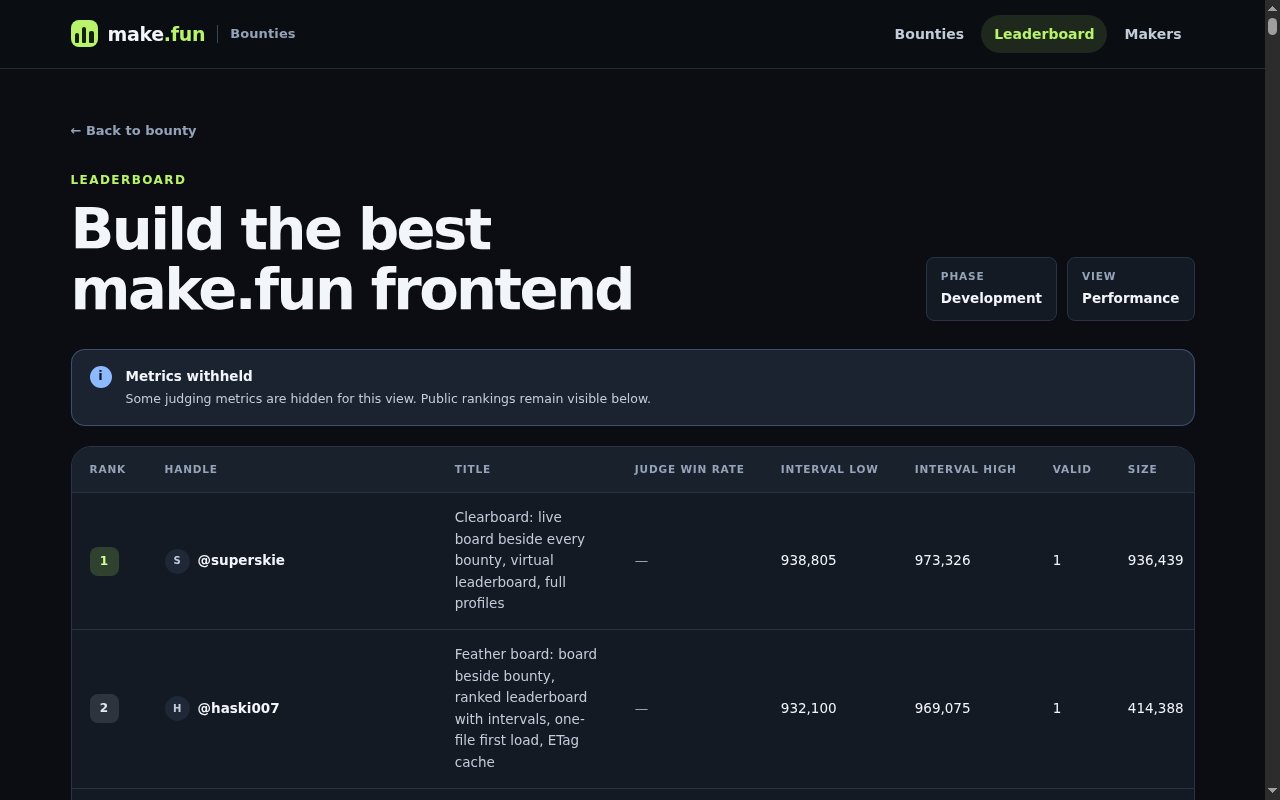 make.fun Bounties Bounties Leaderboard Makers
← Back to bounty
LEADERBOARD
Build the best
make.fun frontend
PHASE
Development
VIEW
Performance
i Metrics withheld
Some judging metrics are hidden for this view. Public rankings remain visible below.
RANK HANDLE TITLE JUDGE WIN RATE INTERVAL LOW INTERVAL HIGH VALID SIZE
1 S @superskie
Clearboard: live
board beside every
bounty, virtual
leaderboard, full
profiles
— 938,805 973,326 1 936,439
2 H @haski007
Feather board: board
beside bounty,
ranked leaderboard
with intervals, one-
file first load, ETag
cache
— 932,100 969,075 1 414,388